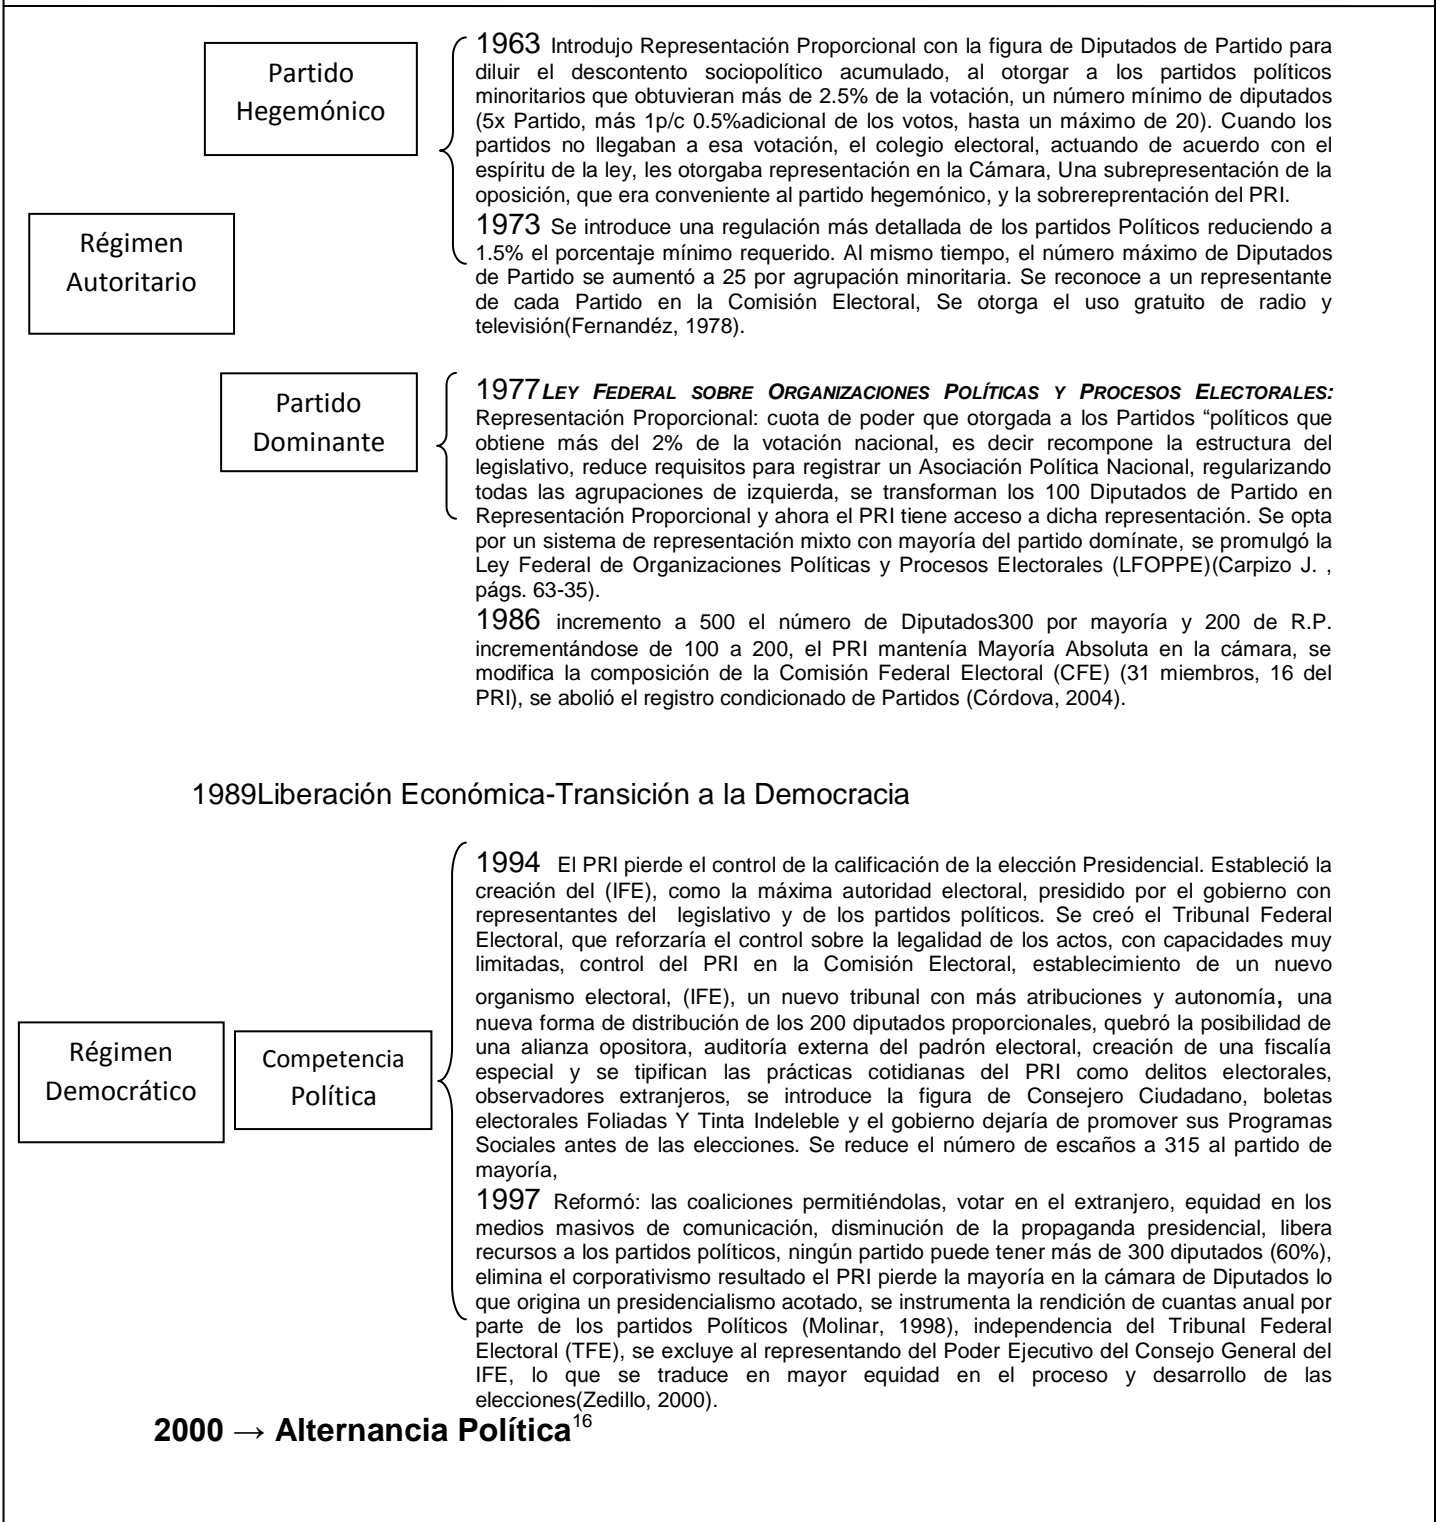 Partido
Hegemónico
1963 Introdujo Representación Proporcional con la figura de Diputados de Partido para
diluir el descontento sociopolítico acumulado, al otorgar a los partidos políticos
minoritarios que obtuvieran más de 2.5% de la votación, un número mínimo de diputados
(5x Partido, más 1p/c 0.5%adicional de los votos, hasta un máximo de 20). Cuando los
partidos no llegaban a esa votación, el colegio electoral, actuando de acuerdo con el
espíritu de la ley, les otorgaba representación en la Cámara, Una subrepresentación de la
oposición, que era conveniente al partido hegemónico, y la sobrereprentación del PRI.
Régimen
Autoritario
1973 Se introduce una regulación más detallada de los partidos Políticos reduciendo a
1.5% el porcentaje mínimo requerido. Al mismo tiempo, el número máximo de Diputados
de Partido se aumentó a 25 por agrupación minoritaria. Se reconoce a un representante
de cada Partido en la Comisión Electoral, Se otorga el uso gratuito de radio y
televisión(Fernandéz, 1978).
Partido
Dominante
1977 LEY FEDERAL SOBRE ORGANIZACIONES POLÍTICAS Y PROCESOS ELECTORALES:
Representación Proporcional: cuota de poder que otorgada a los Partidos “políticos que
obtiene más del 2% de la votación nacional, es decir recompone la estructura del
legislativo, reduce requisitos para registrar un Asociación Política Nacional, regularizando
todas las agrupaciones de izquierda, se transforman los 100 Diputados de Partido en
Representación Proporcional y ahora el PRI tiene acceso a dicha representación. Se opta
por un sistema de representación mixto con mayoría del partido domínate, se promulgó la
Ley Federal de Organizaciones Políticas y Procesos Electorales (LFOPPE)(Carpizo J. ,
págs. 63-35).
1986 incremento a 500 el número de Diputados300 por mayoría y 200 de R.P.
incrementándose de 100 a 200, el PRI mantenía Mayoría Absoluta en la cámara, se
modifica la composición de la Comisión Federal Electoral (CFE) (31 miembros, 16 del
PRI), se abolió el registro condicionado de Partidos (Córdova, 2004).
1989Liberación Económica-Transición a la Democracia
Régimen
Democrático
Competencia
Política
1994 El PRI pierde el control de la calificación de la elección Presidencial. Estableció la
creación del (IFE), como la máxima autoridad electoral, presidido por el gobierno con
representantes del legislativo y de los partidos políticos. Se creó el Tribunal Federal
Electoral, que reforzaría el control sobre la legalidad de los actos, con capacidades muy
limitadas, control del PRI en la Comisión Electoral, establecimiento de un nuevo
organismo electoral, (IFE), un nuevo tribunal con más atribuciones y autonomía, una
nueva forma de distribución de los 200 diputados proporcionales, quebró la posibilidad de
una alianza opositora, auditoría externa del padrón electoral, creación de una fiscalía
especial y se tipifican las prácticas cotidianas del PRI como delitos electorales,
observadores extranjeros, se introduce la figura de Consejero Ciudadano, boletas
electorales Foliadas Y Tinta Indeleble y el gobierno dejaría de promover sus Programas
Sociales antes de las elecciones. Se reduce el número de escaños a 315 al partido de
mayoría,
1997 Reformó: las coaliciones permitiéndolas, votar en el extranjero, equidad en los
medios masivos de comunicación, disminución de la propaganda presidencial, libera
recursos a los partidos políticos, ningún partido puede tener más de 300 diputados (60%),
elimina el corporativismo resultado el PRI pierde la mayoría en la cámara de Diputados lo
que origina un presidencialismo acotado, se instrumenta la rendición de cuantas anual por
parte de los partidos Políticos (Molinar, 1998), independencia del Tribunal Federal
Electoral (TFE), se excluye al representando del Poder Ejecutivo del Consejo General del
IFE, lo que se traduce en mayor equidad en el proceso y desarrollo de las
elecciones(Zedillo, 2000).
2000 → Alternancia Política16